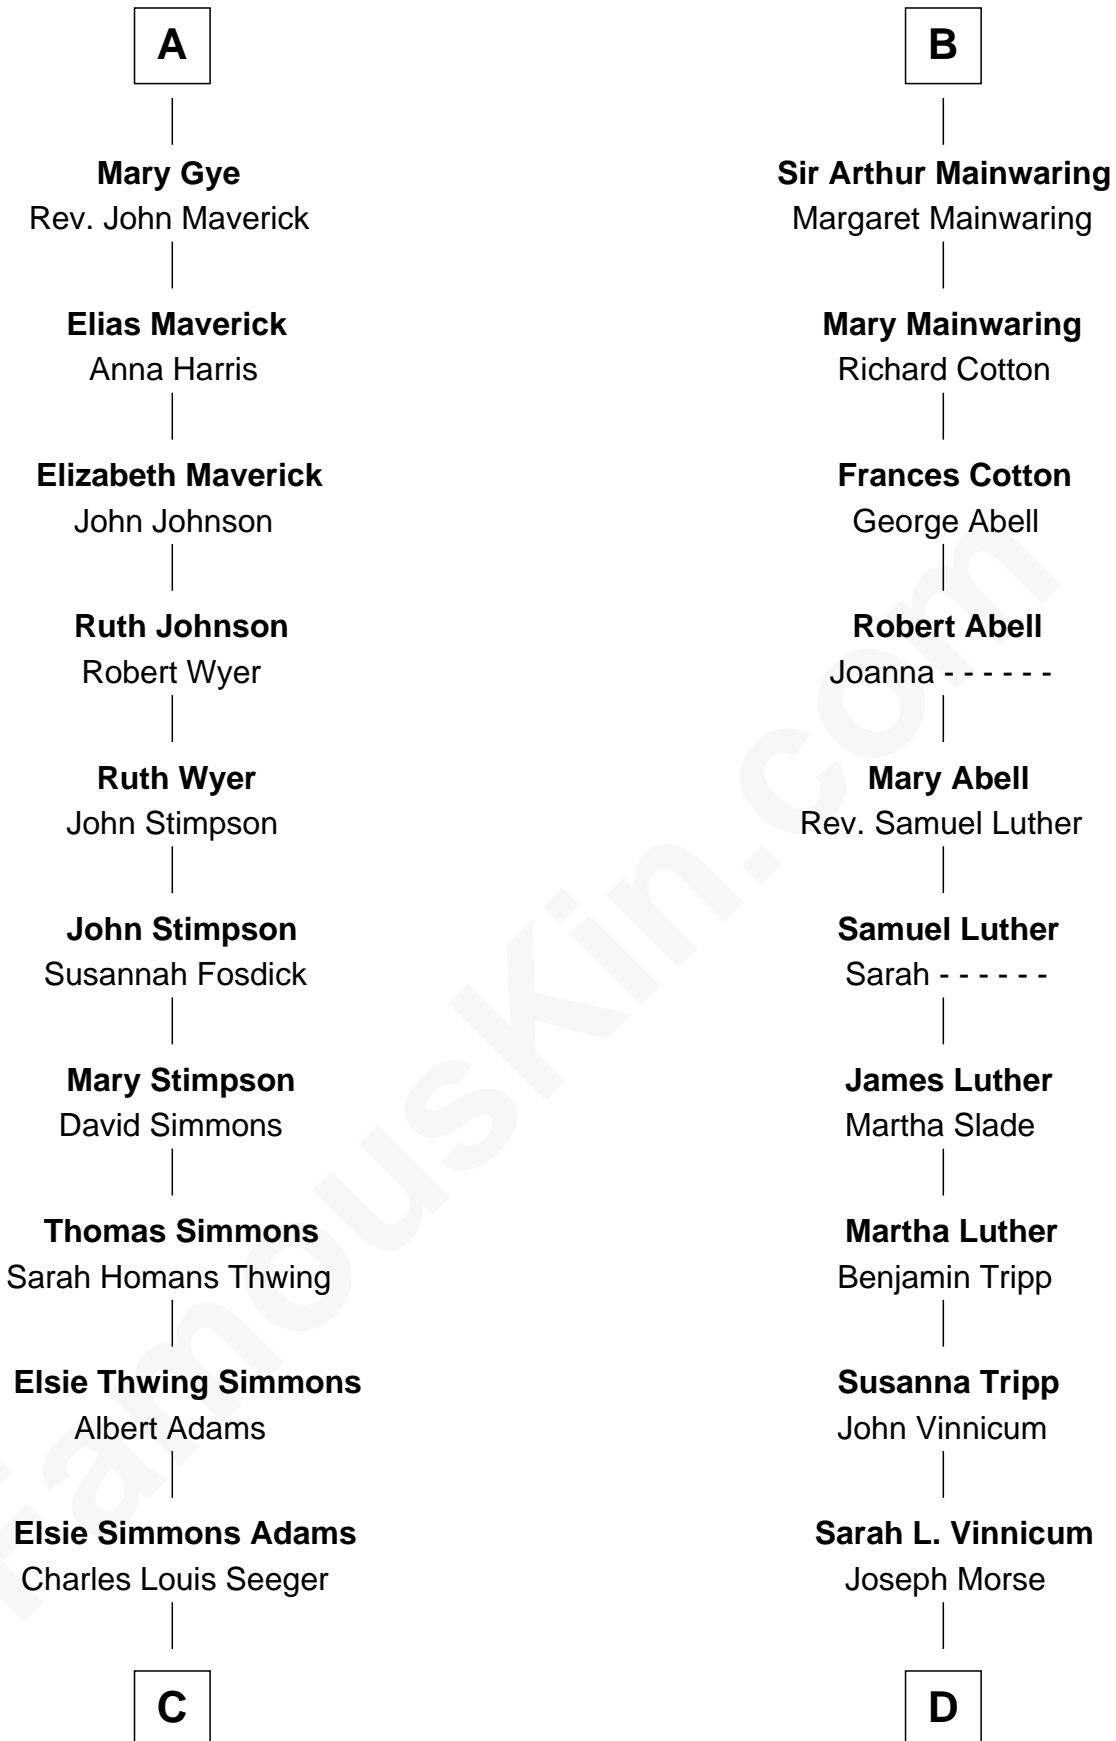 A
Mary Gye
Rev. John Maverick
Elias Maverick
Anna Harris
Elizabeth Maverick
John Johnson
Ruth Johnson
Robert Wyer
Ruth Wyer
John Stimpson
John Stimpson
Susannah Fosdick
Mary Stimpson
David Simmons
Thomas Simmons
Sarah Homans Thwing
Elsie Thwing Simmons
Albert Adams
Elsie Simmons Adams
Charles Louis Seeger
C
B
Sir Arthur Mainwaring
Margaret Mainwaring
Mary Mainwaring
Richard Cotton
Frances Cotton
George Abell
Robert Abell
Joanna - - - - - -
Mary Abell
Rev. Samuel Luther
Samuel Luther
Sarah - - - - - -
James Luther
Martha Slade
Martha Luther
Benjamin Tripp
Susanna Tripp
John Vinnicum
Sarah L. Vinnicum
Joseph Morse
D
FamousKin.com